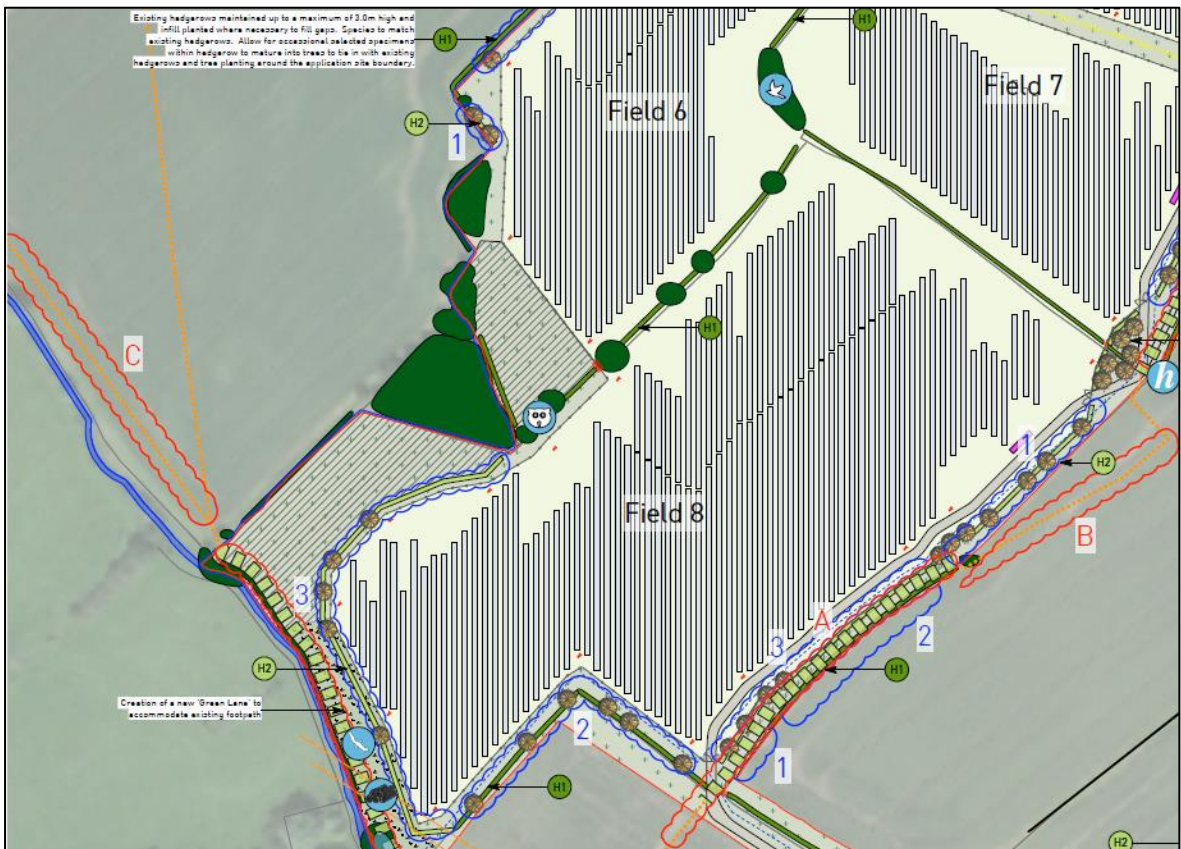 Existing hedgerows maintained up to a maximum of 3.0m high and
infill planted where necessary to fill gaps. Species to match
existing hedgerows. Allow for occassional selected specimens
within hedgerow to mature into trees to tie in with existing
hedgerows and tree planting around the application site boundary.
H1
H1
Field 6
Field 7
H2
1
C
H1
h
1
H2
Field 8
B
3
A
2
3
H2
H1
Creation of a new 'Green Lane' to
accommodate existing footpath
2
1
H1
H2